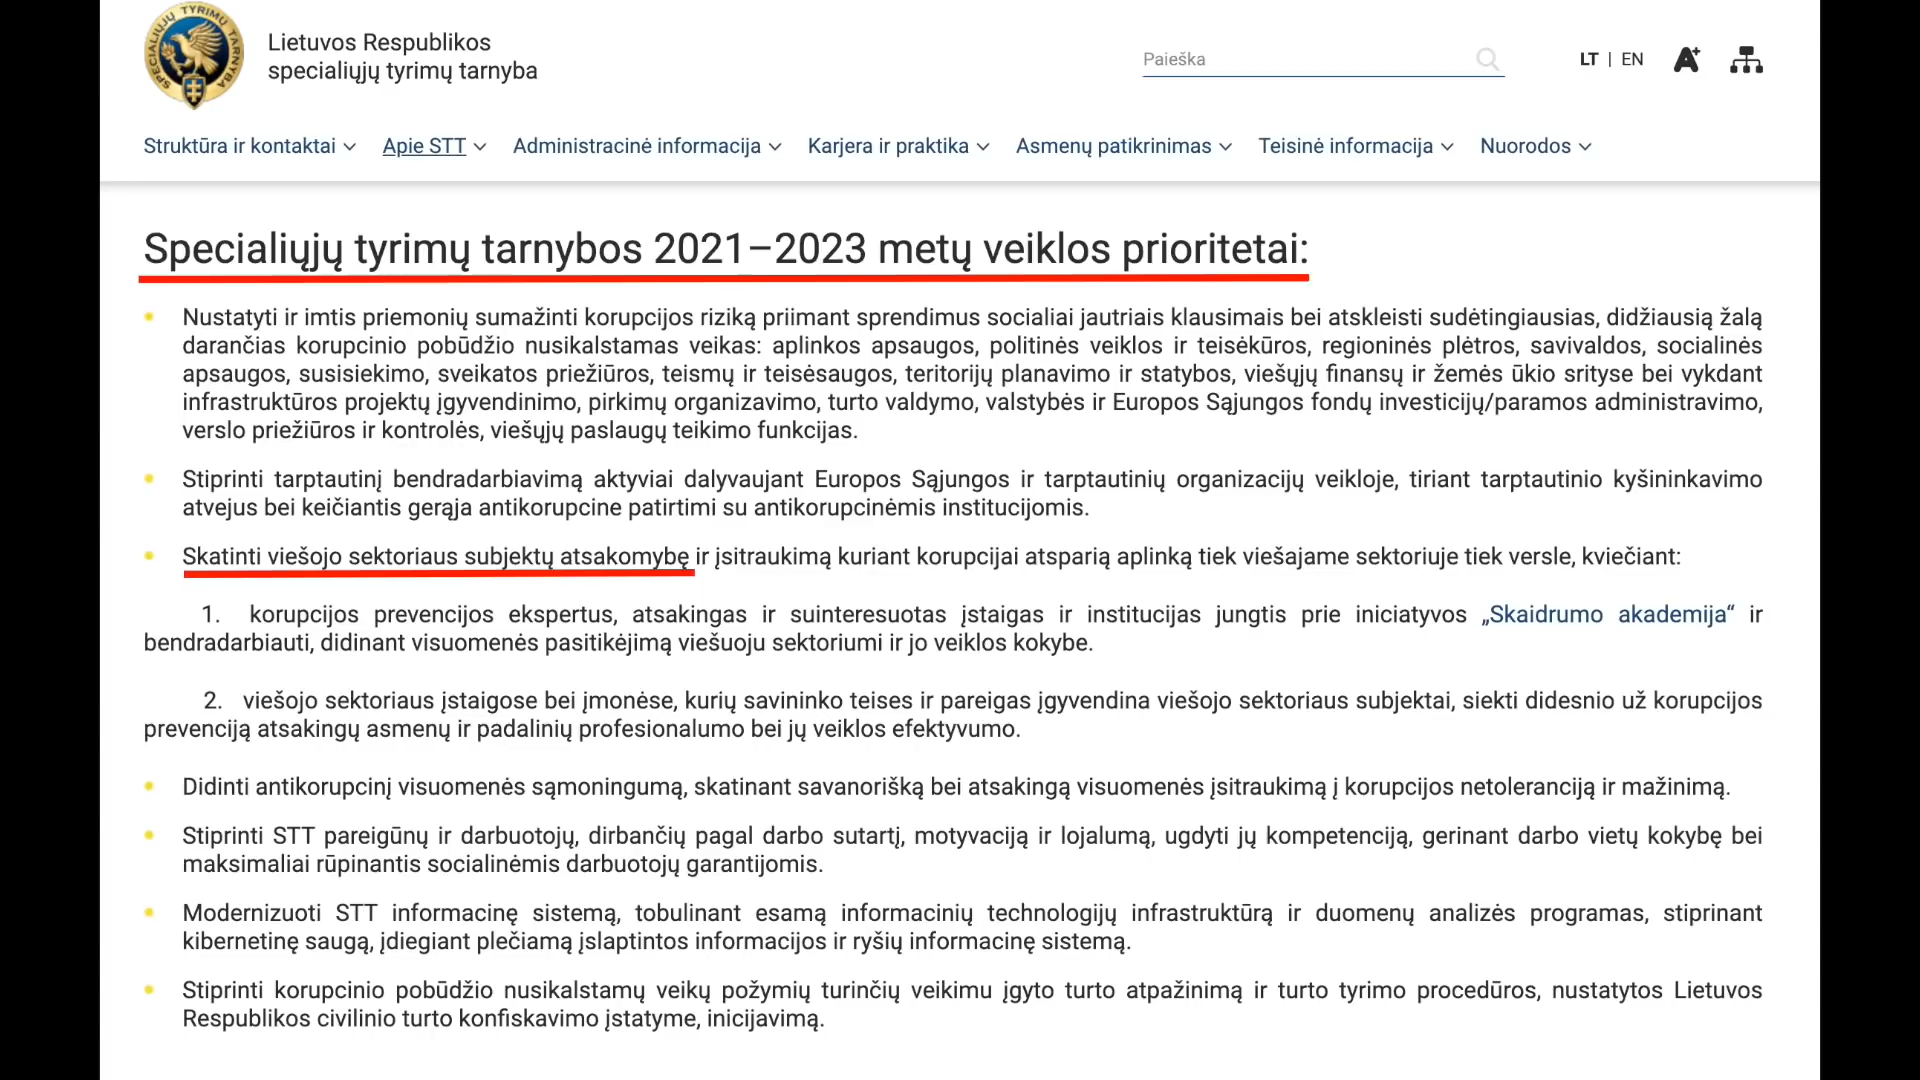 SPECIALIŲJŲ TYRIMŲ TARNYBA
Lietuvos Respublikos
specialiųjų tyrimų tarnyba
Paieška
LT | EN
A+
Struktūra ir kontaktai
Apie STT
Administracinė informacija
Karjera ir praktika
Asmenų patikrinimas
Teisinė informacija
Nuorodos
Specialiųjų tyrimų tarnybos 2021–2023 metų veiklos prioritetai:
Nustatyti ir imtis priemonių sumažinti korupcijos riziką priimant sprendimus socialiai jautriais klausimais bei atskleisti sudėtingiausias, didžiausią žalą
darančias korupcinio pobūdžio nusikalstamas veikas: aplinkos apsaugos, politinės veiklos ir teisėkūros, regioninės plėtros, savivaldos, socialinės
apsaugos, susisiekimo, sveikatos priežiūros, teismų ir teisėsaugos, teritorijų planavimo ir statybos, viešųjų finansų ir žemės ūkio srityse bei vykdant
infrastruktūros projektų įgyvendinimo, pirkimų organizavimo, turto valdymo, valstybės ir Europos Sąjungos fondų investicijų/paramos administravimo,
verslo priežiūros ir kontrolės, viešųjų paslaugų teikimo funkcijas.
Stiprinti tarptautinį bendradarbiavimą aktyviai dalyvaujant Europos Sąjungos ir tarptautinių organizacijų veikloje, tiriant tarptautinio kyšininkavimo
atvejus bei keičiantis gerąja antikorupcine patirtimi su antikorupcinėmis institucijomis.
Skatinti viešojo sektoriaus subjektų atsakomybę ir įsitraukimą kuriant korupcijai atsparią aplinką tiek viešajame sektoriuje tiek versle, kviečiant:
1. korupcijos prevencijos ekspertus, atsakingas ir suinteresuotas įstaigas ir institucijas jungtis prie iniciatyvos „Skaidrumo akademija“ ir
bendradarbiauti, didinant visuomenės pasitikėjimą viešuoju sektoriumi ir jo veiklos kokybe.
2. viešojo sektoriaus įstaigose bei įmonėse, kurių savininko teises ir pareigas įgyvendina viešojo sektoriaus subjektai, siekti didesnio už korupcijos
prevenciją atsakingų asmenų ir padalinių profesionalumo bei jų veiklos efektyvumo.
Didinti antikorupcinį visuomenės sąmoningumą, skatinant savanorišką bei atsakingą visuomenės įsitraukimą į korupcijos netoleranciją ir mažinimą.
Stiprinti STT pareigūnų ir darbuotojų, dirbančių pagal darbo sutartį, motyvaciją ir lojalumą, ugdyti jų kompetenciją, gerinant darbo vietų kokybę bei
maksimaliai rūpinantis socialinėmis darbuotojų garantijomis.
Modernizuoti STT informacinę sistemą, tobulinant esamą informacinių technologijų infrastruktūrą ir duomenų analizės programas, stiprinant
kibernetinę saugą, įdiegiant plečiamą įslaptintos informacijos ir ryšių informacinę sistemą.
Stiprinti korupcinio pobūdžio nusikalstamų veikų požymių turinčių veikimu įgyto turto atpažinimą ir turto tyrimo procedūros, nustatytos Lietuvos
Respublikos civilinio turto konfiskavimo įstatyme, inicijavimą.